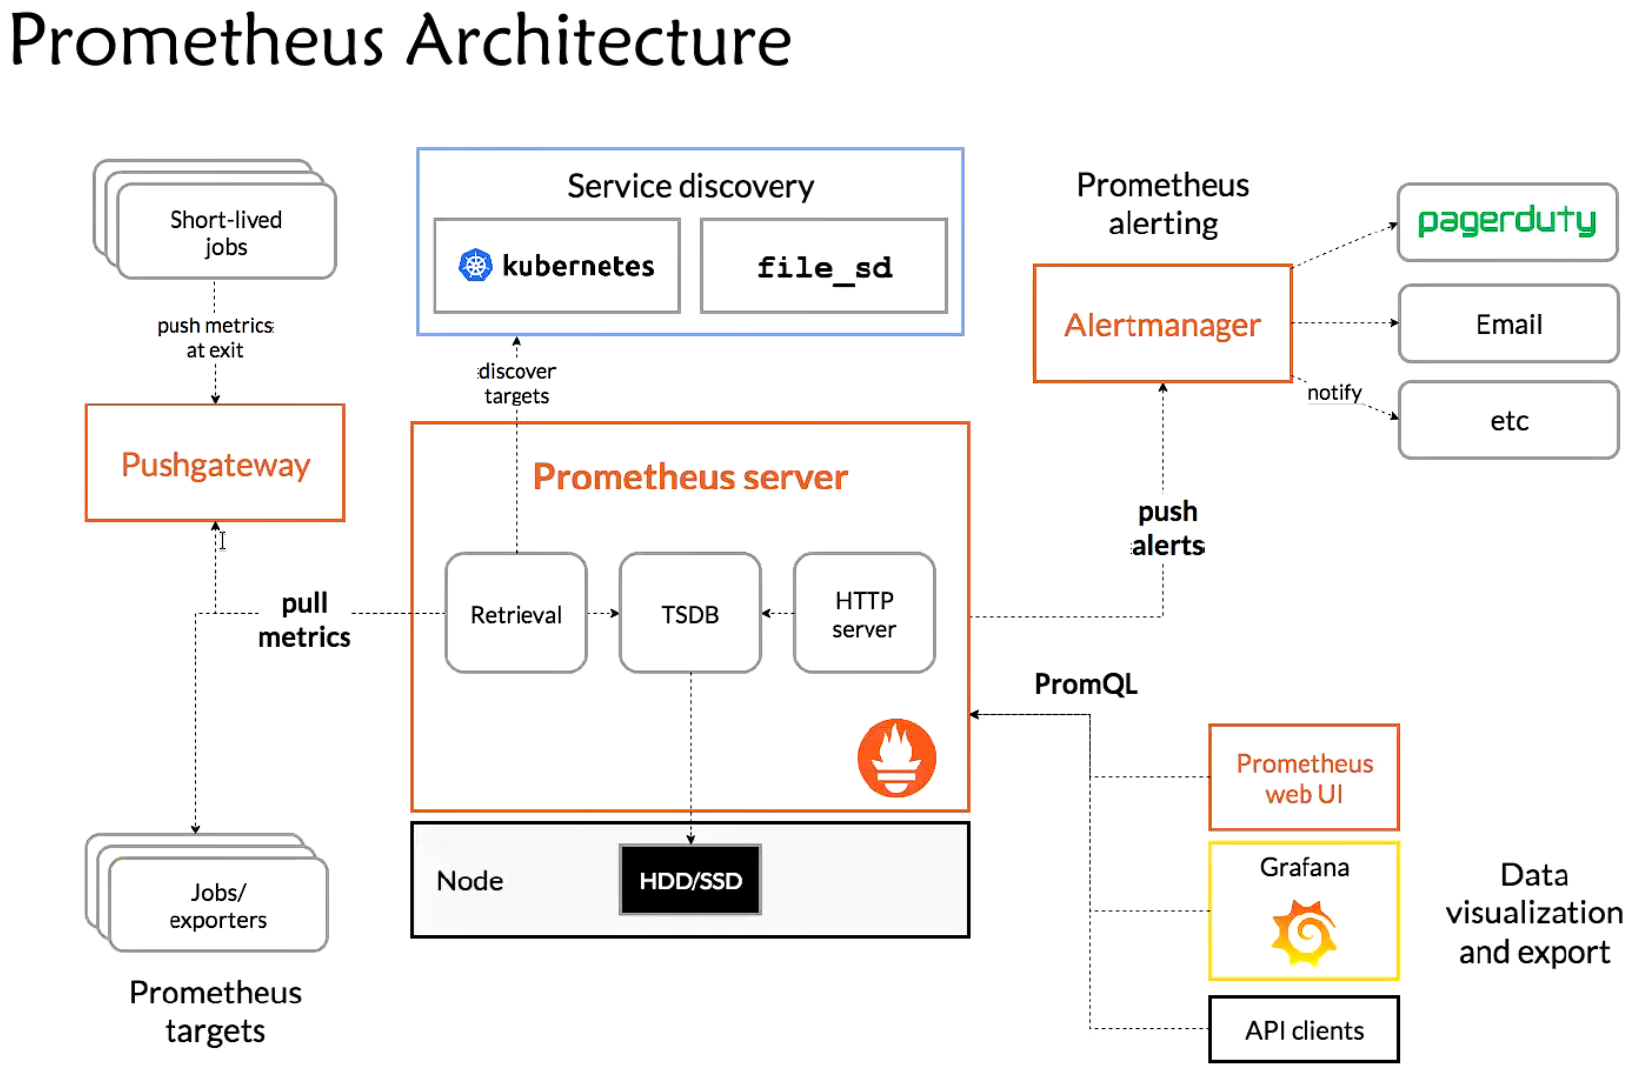 Prometheus Architecture
Short-lived
jobs
push metrics
at exit
Pushgateway
pull
metrics
Jobs/
exporters
Prometheus
targets
Service discovery
kubernetes
file_sd
discover
targets
Prometheus server
Retrieval
TSDB
HTTP
server
Node
HDD/SSD
Prometheus
alerting
Alertmanager
pagerduty
Email
notify
etc
push
alerts
PromQL
Prometheus
web UI
Grafana
API clients
Data
visualization
and export